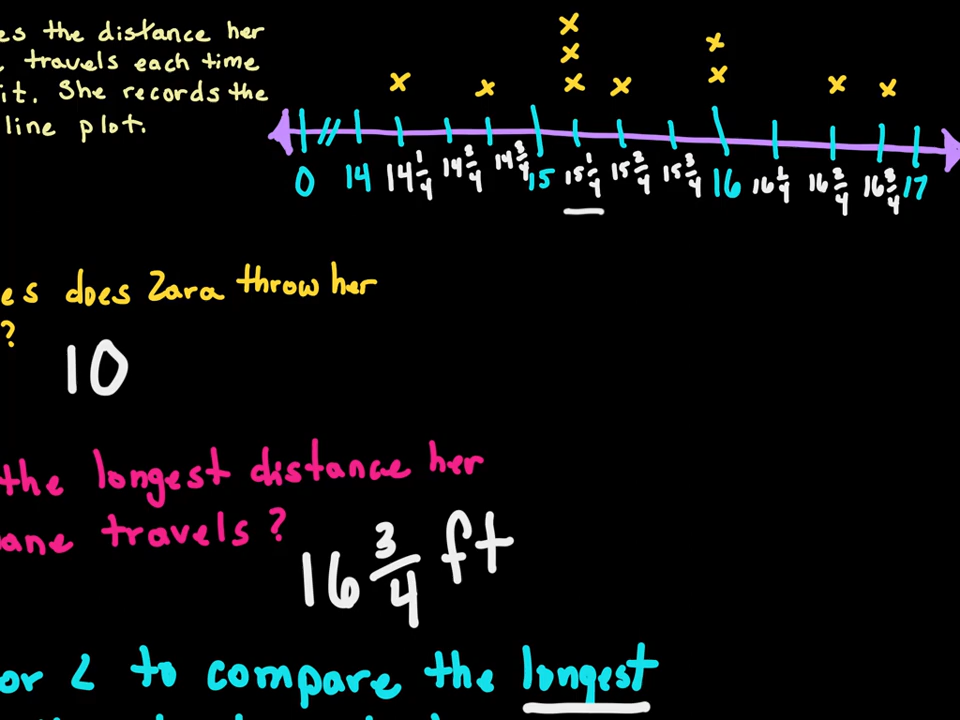 es the distance her
travels each time
it. She records the
line plot.
x x x x x x x x x x
0 14 14 1/4 14 2/4 14 3/4 15 15 1/4 15 2/4 15 3/4 16 16 1/4 16 2/4 16 3/4 17
es does Zara throw her
?
10
the longest distance her
ane travels?
16 3/4 ft
or < to compare the longest